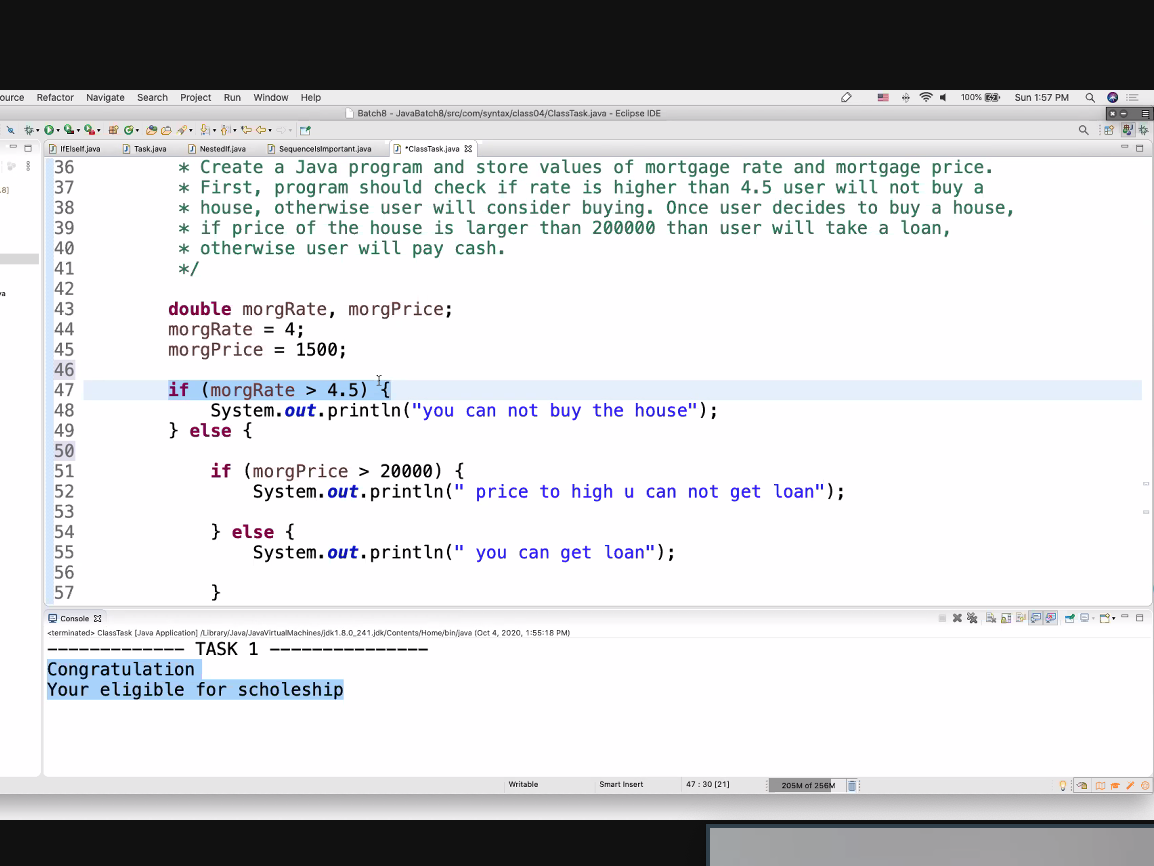 ource Refactor Navigate Search Project Run Window Help 100% Sun 1:57 PM
Batch8 - JavaBatch8/src/com/syntax/class04/ClassTask.java - Eclipse IDE
IfElseIf.java Task.java NestedIf.java SequenceIsImportant.java *ClassTask.java
36 * Create a Java program and store values of mortgage rate and mortgage price.
37 * First, program should check if rate is higher than 4.5 user will not buy a
38 * house, otherwise user will consider buying. Once user decides to buy a house,
39 * if price of the house is larger than 200000 than user will take a loan,
40 * otherwise user will pay cash.
41 */
42
43 double morgRate, morgPrice;
44 morgRate = 4;
45 morgPrice = 1500;
46
47 if (morgRate > 4.5) {
48 System.out.println("you can not buy the house");
49 } else {
50
51 if (morgPrice > 20000) {
52 System.out.println(" price to high u can not get loan");
53
54 } else {
55 System.out.println(" you can get loan");
56
57 }
Console
<terminated> ClassTask [Java Application] /Library/Java/JavaVirtualMachines/jdk1.8.0_241.jdk/Contents/Home/bin/java (Oct 4, 2020, 1:55:18 PM)
------------- TASK 1 ---------------
Congratulation
Your eligible for scholeship
Writable Smart Insert 47 : 30 [21] 205M of 256M